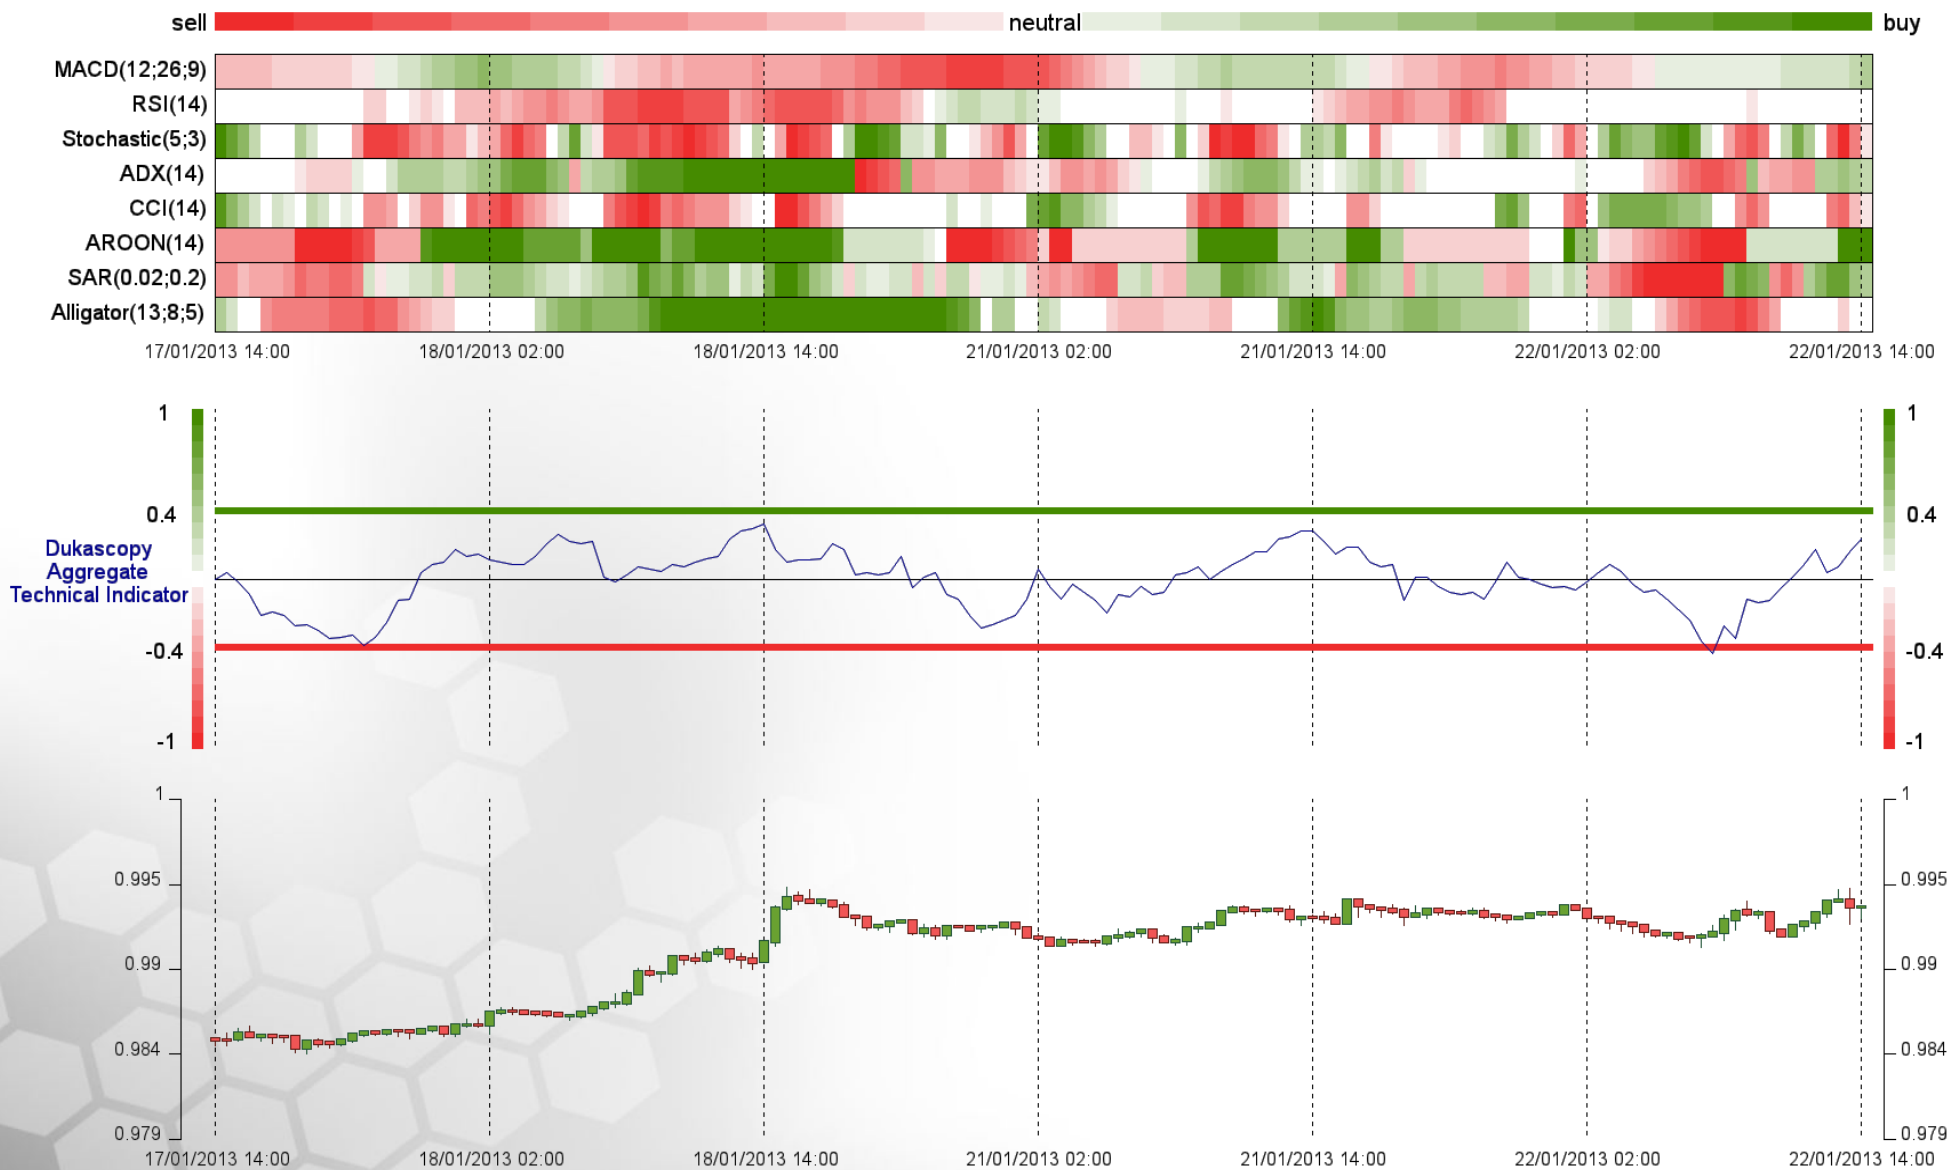 sell neutral buy
MACD(12;26;9)
RSI(14)
Stochastic(5;3)
ADX(14)
CCI(14)
AROON(14)
SAR(0.02;0.2)
Alligator(13;8;5)
17/01/2013 14:00 18/01/2013 02:00 18/01/2013 14:00 21/01/2013 02:00 21/01/2013 14:00 22/01/2013 02:00 22/01/2013 14:00
1 1
0.4 0.4
Dukascopy
Aggregate
Technical Indicator
-0.4 -0.4
-1 -1
1 1
0.995 0.995
0.99 0.99
0.984 0.984
0.979 0.979
17/01/2013 14:00 18/01/2013 02:00 18/01/2013 14:00 21/01/2013 02:00 21/01/2013 14:00 22/01/2013 02:00 22/01/2013 14:00